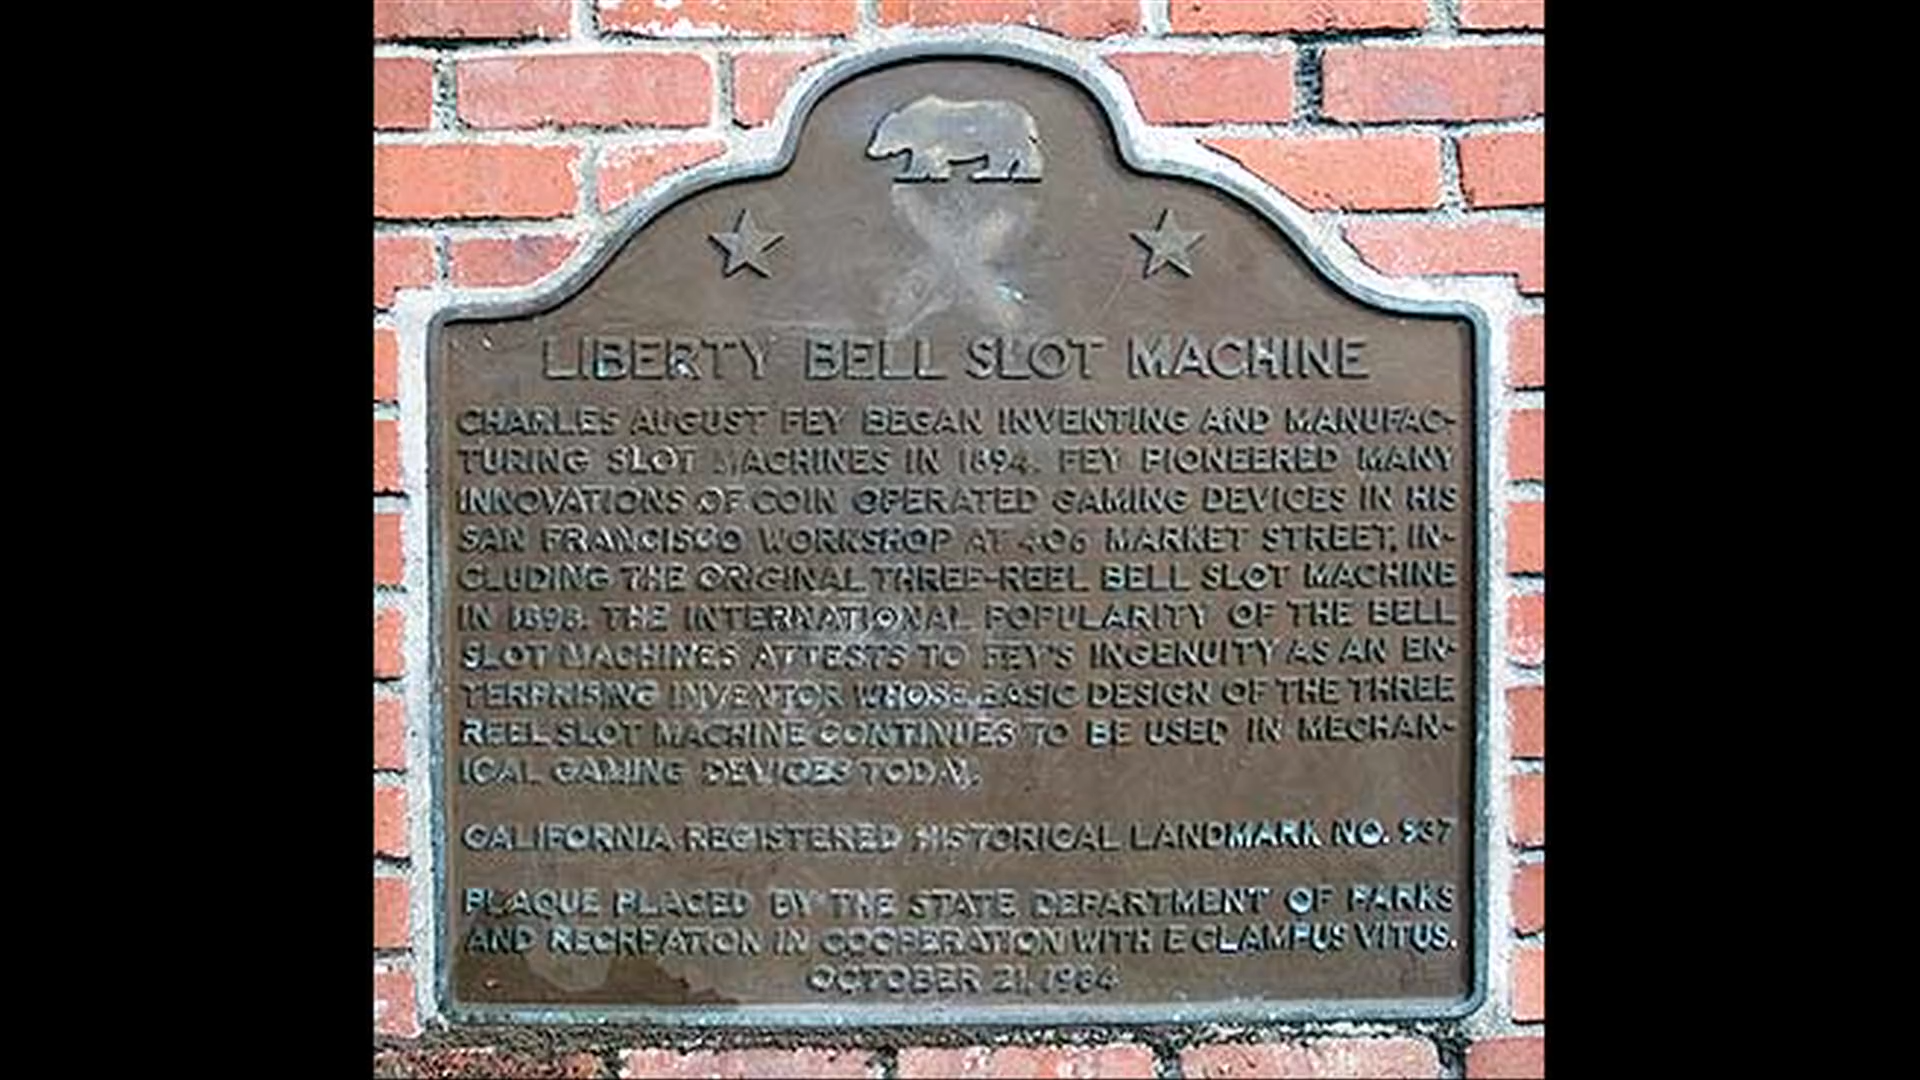 LIBERTY BELL SLOT MACHINE
CHARLES AUGUST FEY BEGAN INVENTING AND MANUFAC-
TURING SLOT MACHINES IN 1894. FEY PIONEERED MANY
INNOVATIONS OF COIN OPERATED GAMING DEVICES IN HIS
SAN FRANCISCO WORKSHOP AT 406 MARKET STREET, IN-
CLUDING THE ORIGINAL THREE-REEL BELL SLOT MACHINE
IN 1898. THE INTERNATIONAL POPULARITY OF THE BELL
SLOT MACHINES ATTESTS TO FEY'S INGENUITY AS AN EN-
TERPRISING INVENTOR WHOSE BASIC DESIGN OF THE THREE
REEL SLOT MACHINE CONTINUES TO BE USED IN MECHAN-
ICAL GAMING DEVICES TODAY.
CALIFORNIA REGISTERED HISTORICAL LANDMARK NO. 937
PLAQUE PLACED BY THE STATE DEPARTMENT OF PARKS
AND RECREATION IN COOPERATION WITH E CLAMPUS VITUS.
OCTOBER 21, 1984